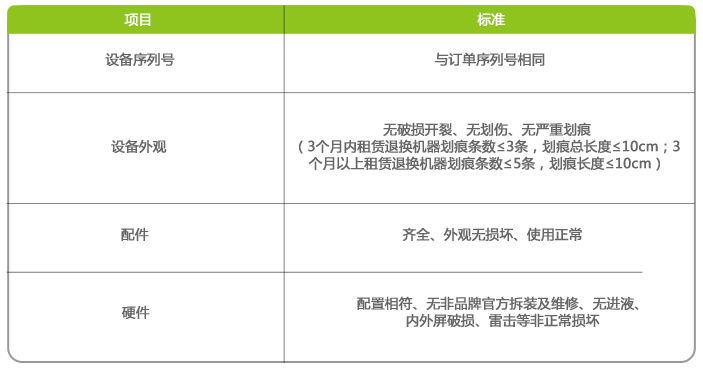 项目 标准
设备序列号 与订单序列号相同
设备外观
无破损开裂、无划伤、无严重划痕
（3个月内租赁退换机器划痕条数≤3条，划痕总长度≤10cm；3
个月以上租赁退换机器划痕条数≤5条，划痕长度≤10cm）
配件 齐全、外观无损坏、使用正常
硬件
配置相符、无非品牌官方拆装及维修、无进液、
内外屏破损、雷击等非正常损坏